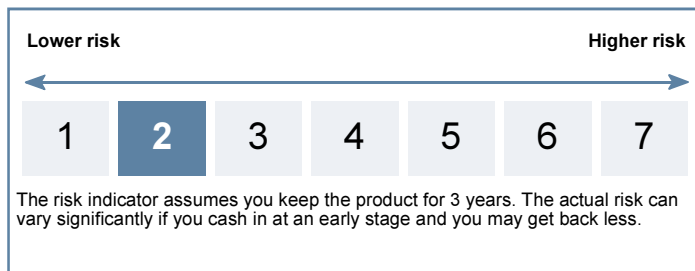 Lower risk Higher risk
1 2 3 4 5 6 7
The risk indicator assumes you keep the product for 3 years. The actual risk can
vary significantly if you cash in at an early stage and you may get back less.